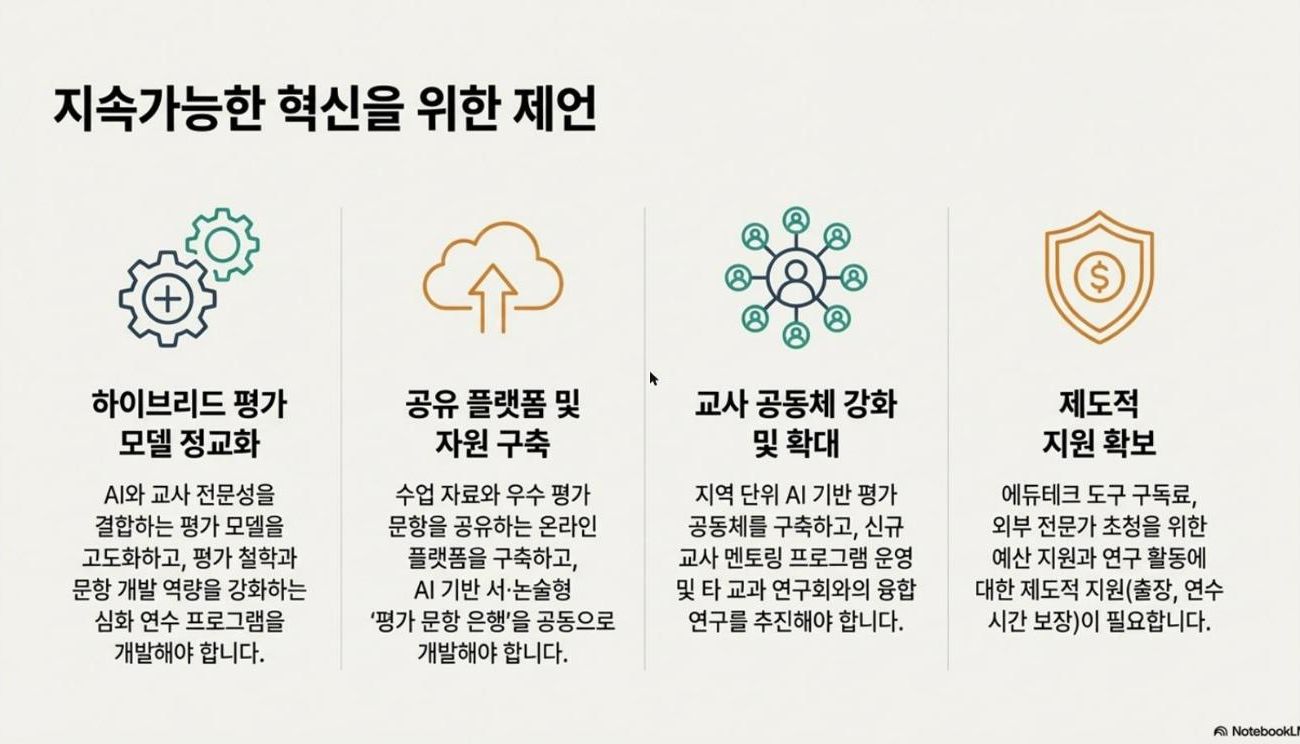 지속가능한 혁신을 위한 제언
하이브리드 평가
모델 정교화
AI와 교사 전문성을
결합하는 평가 모델을
고도화하고, 평가 철학과
문항 개발 역량을 강화하는
심화 연수 프로그램을
개발해야 합니다.
공유 플랫폼 및
자원 구축
수업 자료와 우수 평가
문항을 공유하는 온라인
플랫폼을 구축하고,
AI 기반 서·논술형
‘평가 문항 은행’을 공동으로
개발해야 합니다.
교사 공동체 강화
및 확대
지역 단위 AI 기반 평가
공동체를 구축하고, 신규
교사 멘토링 프로그램 운영
및 타 교과 연구회와의 융합
연구를 추진해야 합니다.
$
제도적
지원 확보
에듀테크 도구 구독료,
외부 전문가 초청을 위한
예산 지원과 연구 활동에
대한 제도적 지원(출장, 연수
시간 보장)이 필요합니다.
NotebookLM